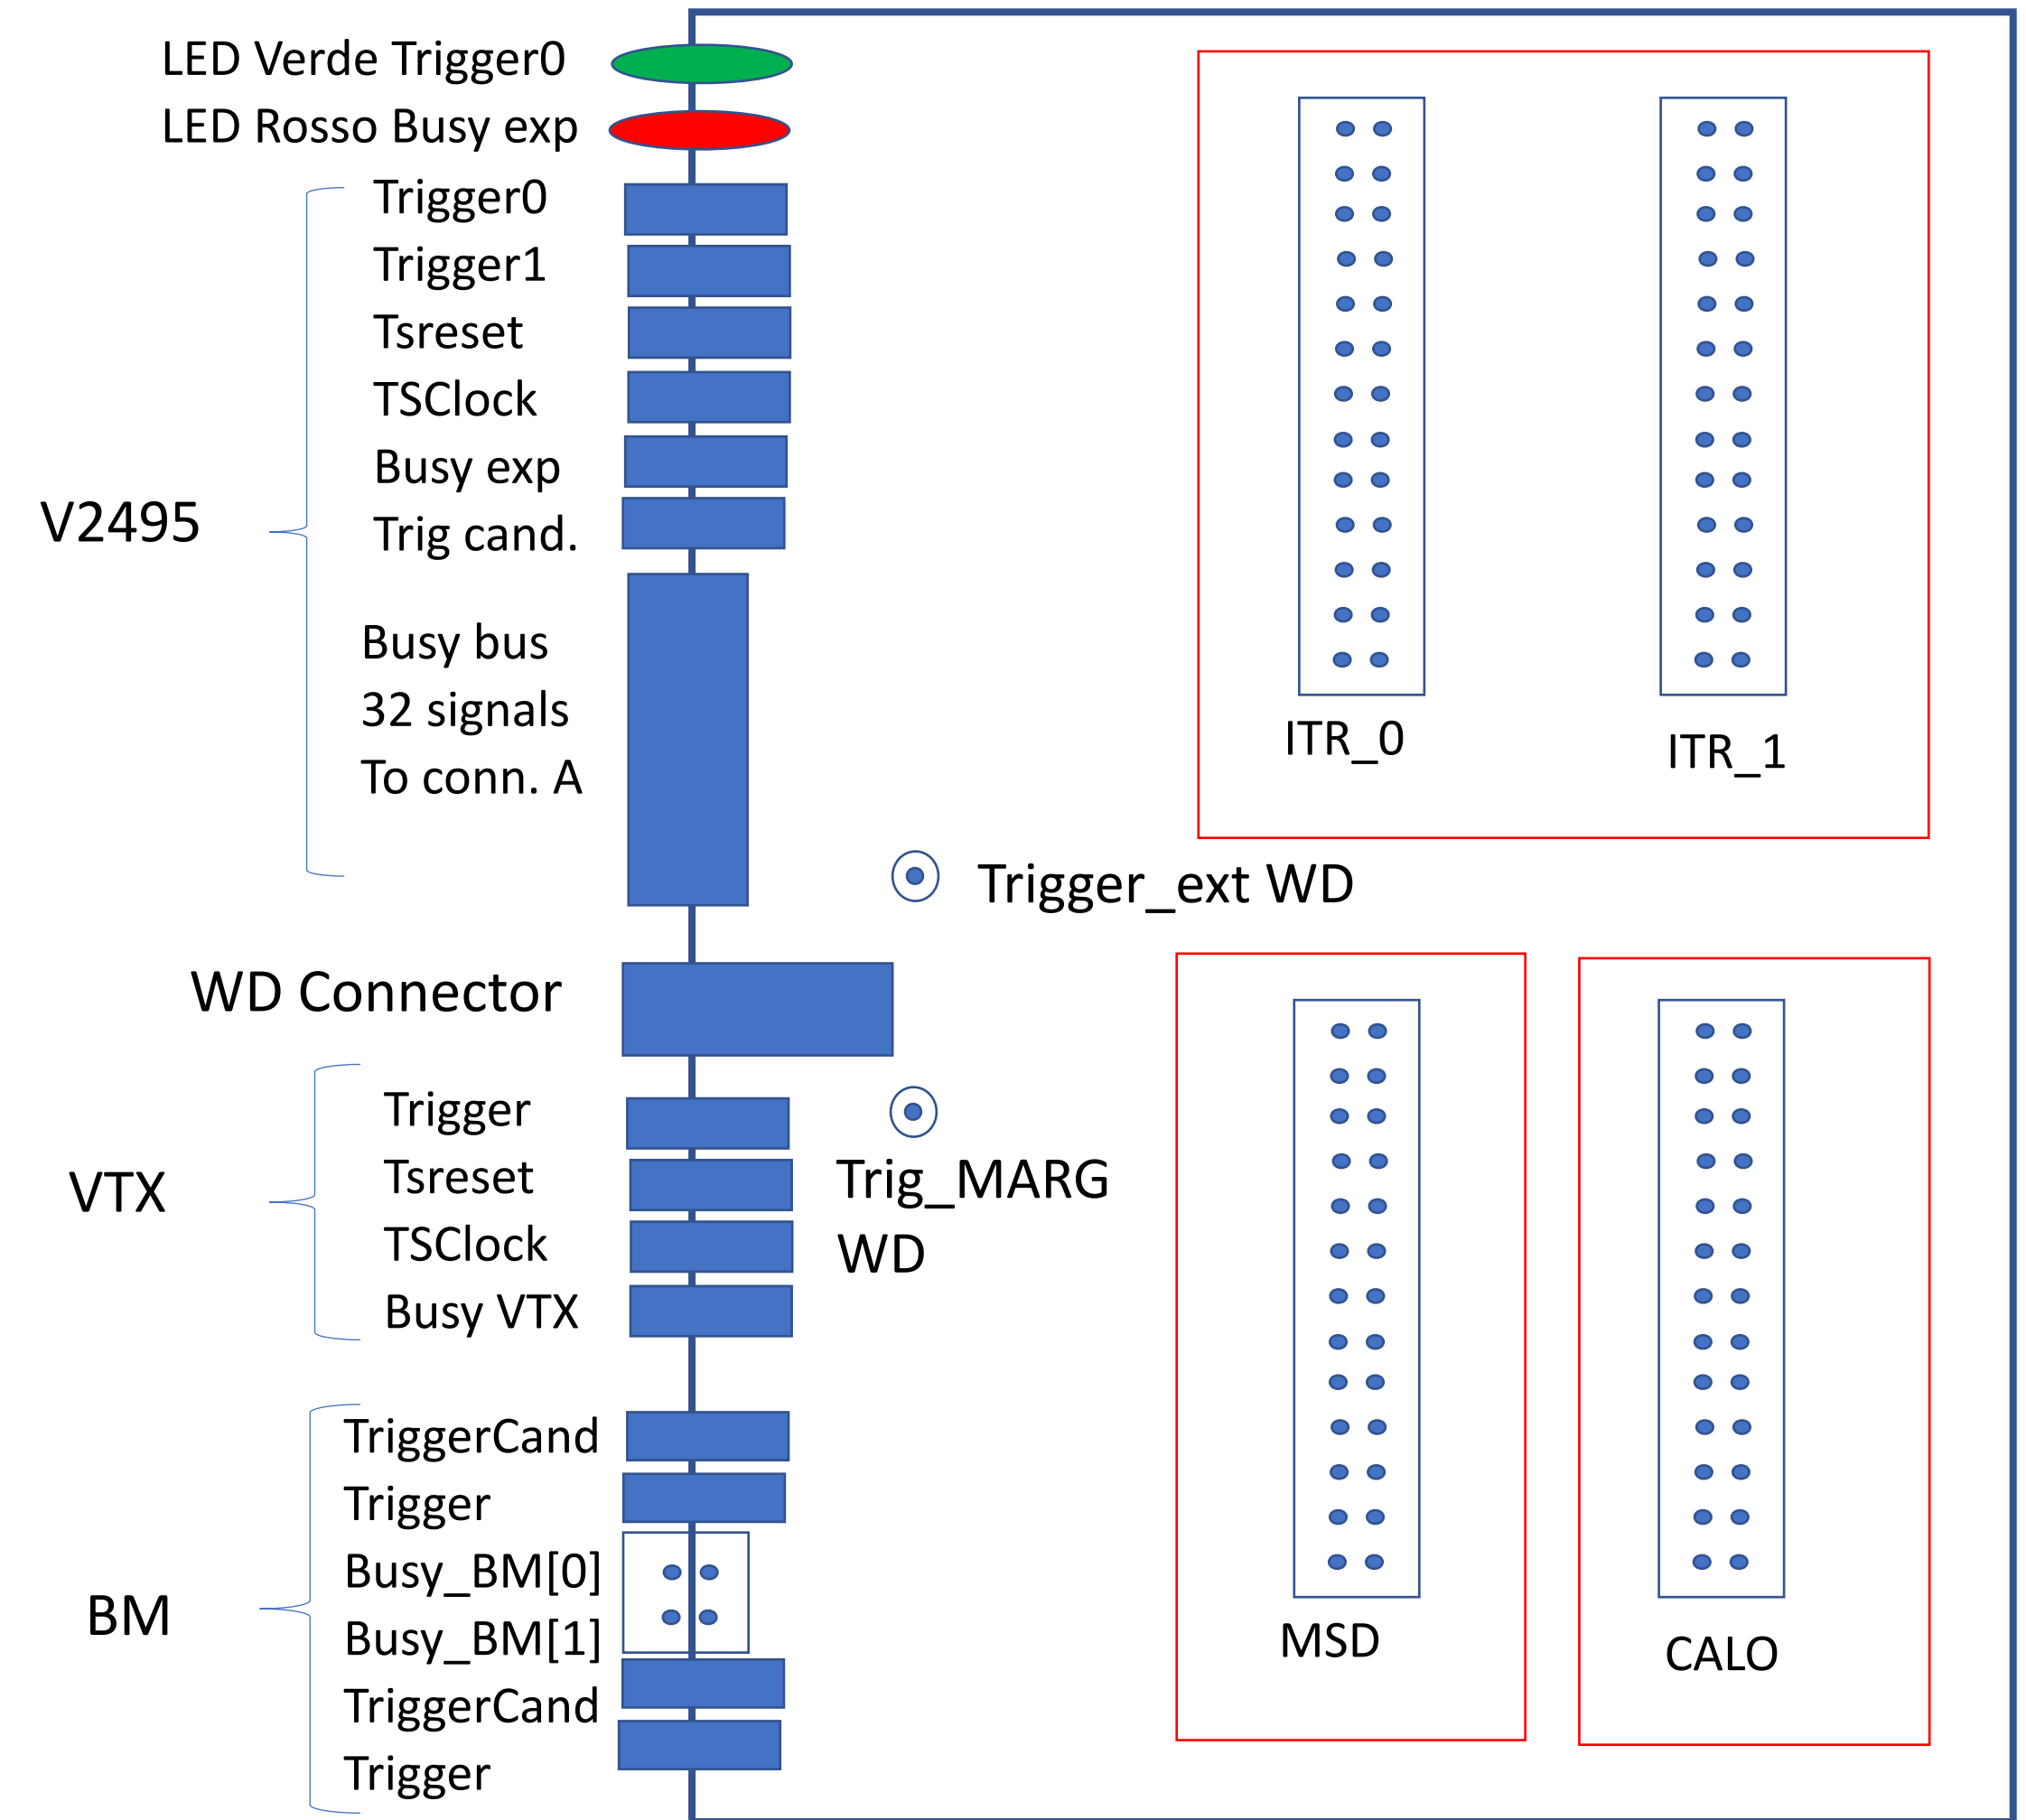 LED Verde Trigger0
LED Rosso Busy exp
V2495
Trigger0
Trigger1
Tsreset
TSClock
Busy exp
Trig cand.
Busy bus
32 signals
To conn. A
ITR_0
ITR_1
Trigger_ext WD
WD Connector
VTX
Trigger
Tsreset
TSClock
Busy VTX
Trig_MARG
WD
BM
TriggerCand
Trigger
Busy_BM[0]
Busy_BM[1]
TriggerCand
Trigger
MSD
CALO